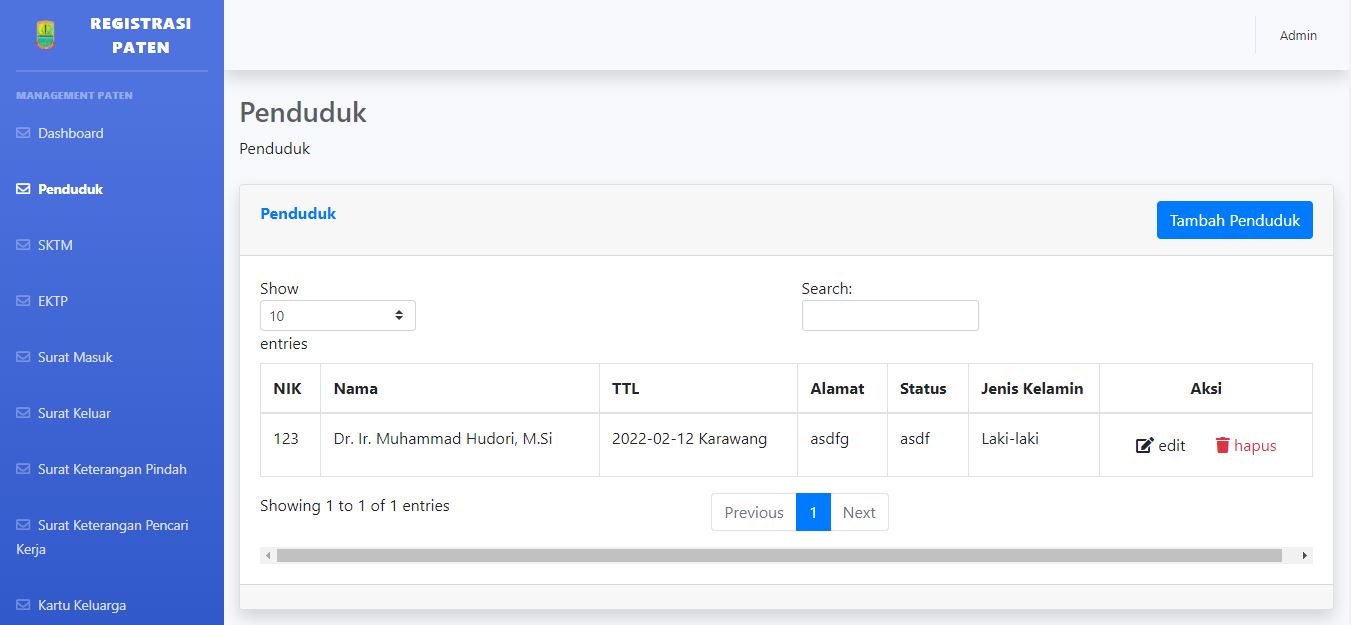 REGISTRASI
PATEN
Admin
MANAGEMENT PATEN
Dashboard
Penduduk
SKTM
EKTP
Surat Masuk
Surat Keluar
Surat Keterangan Pindah
Surat Keterangan Pencari
Kerja
Kartu Keluarga
Penduduk
Penduduk
Penduduk
Tambah Penduduk
Show
10
entries
Search:
NIK Nama TTL Alamat Status Jenis Kelamin Aksi
123 Dr. Ir. Muhammad Hudori, M.Si 2022-02-12 Karawang asdfg asdf Laki-laki edit hapus
Showing 1 to 1 of 1 entries
Previous 1 Next